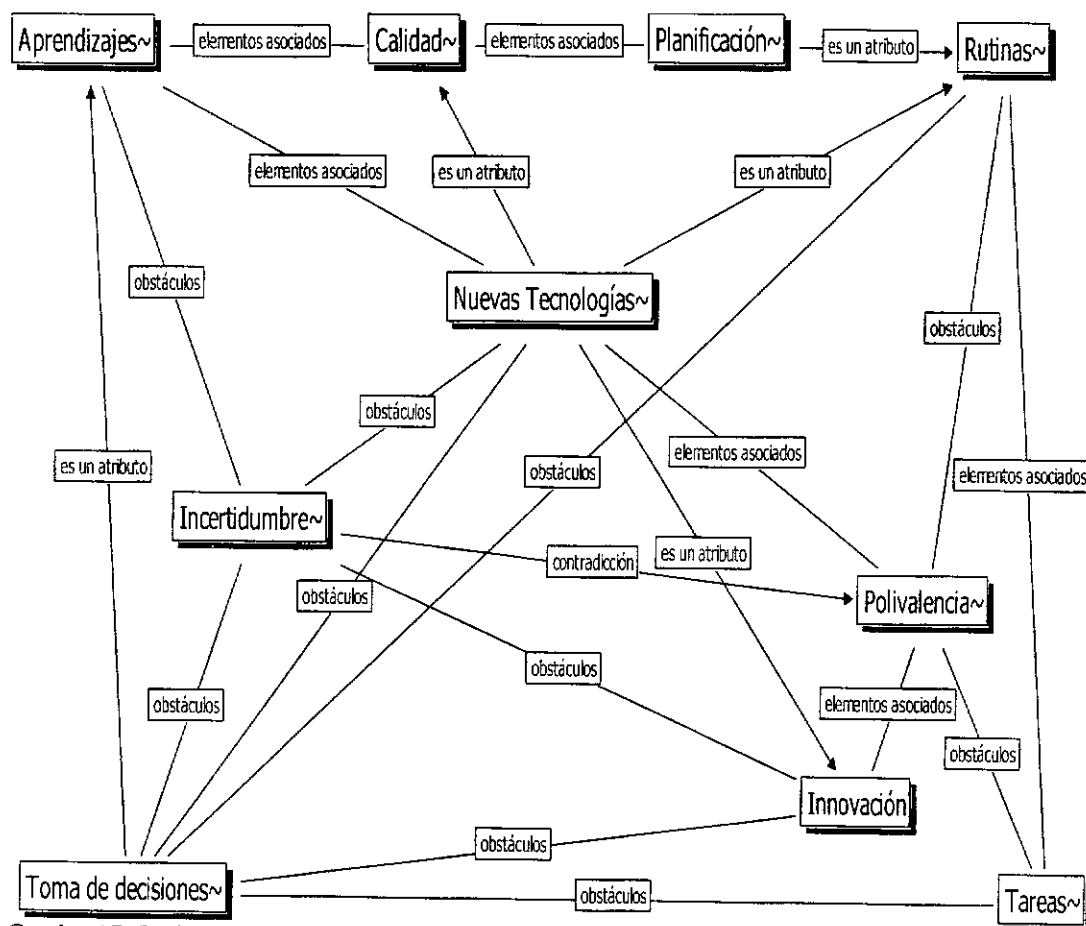 Aprendizajes~
elementos asociados
Calidad~
elementos asociados
Planificación~
es un atributo
Rutinas~
elementos asociados
es un atributo
es un atributo
obstáculos
Nuevas Tecnologías~
obstáculos
obstáculos
elementos asociados
es un atributo
obstáculos
elementos asociados
Incertidumbre~
contradicción
es un atributo
obstáculos
Polivalencia~
obstáculos
obstáculos
elementos asociados
obstáculos
Innovación
obstáculos
Toma de decisiones~
obstáculos
Tareas~